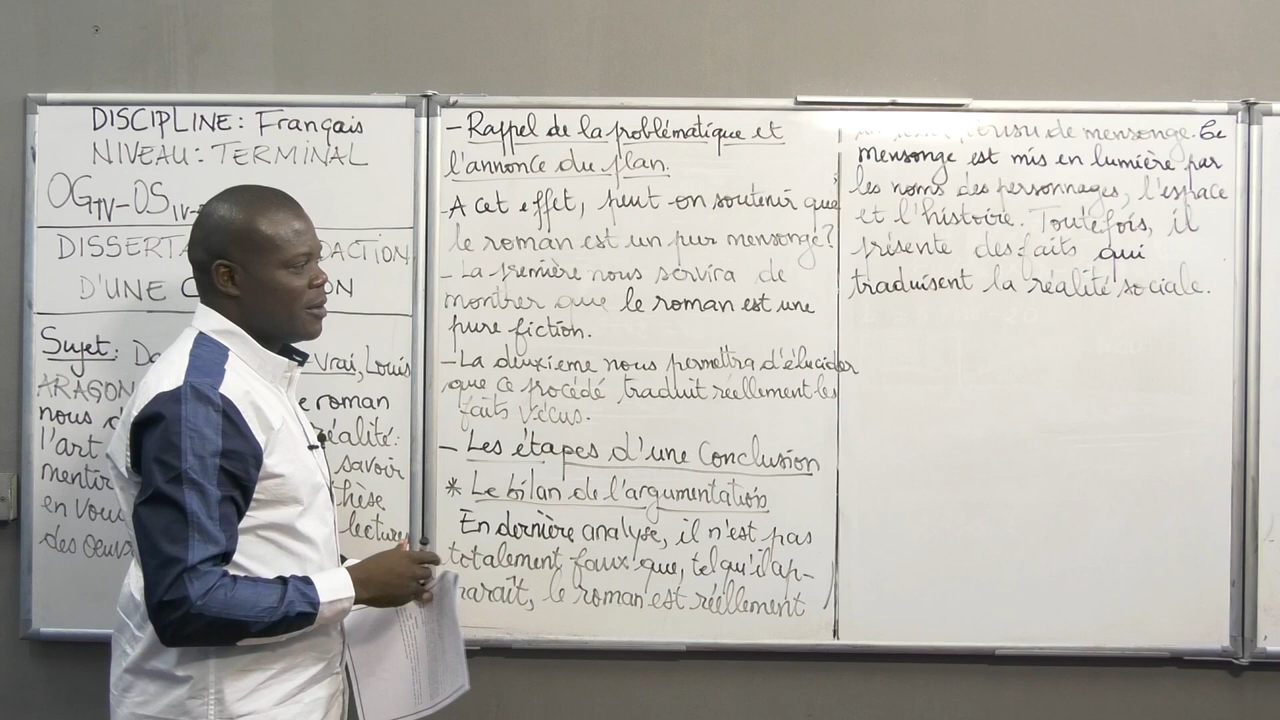 DISCIPLINE: Français
NIVEAU: TERMINAL
OG IV-OS IV-
DISSERTA DACTION
D'UNE C ON
Sujet: Vrai, Louis
ARAGON e roman
nous réalité:
l'art savoir
mentir thèse
en vous lectures
des oeuv
- Rappel de la problématique et
l'annonce du plan.
-A cet effet, peut-on soutenir que
le roman est un pur mensonge?
- La première nous servira de
montrer que le roman est une
pure fiction.
-La deuxième nous permettra d'élucider
que ce procédé traduit réellement les
faits vécus.
- Les étapes d'une Conclusion
* Le bilan de l'argumentation
En dernière analyse, il n'est pas
totalement faux que, tel qu'il ap-
paraît, le roman est réellement
de mensonge. Ce
mensonge est mis en lumière par
les noms des personnages, l'espace
et l'histoire. Toutefois, il
présente des faits qui
traduisent la réalité sociale.